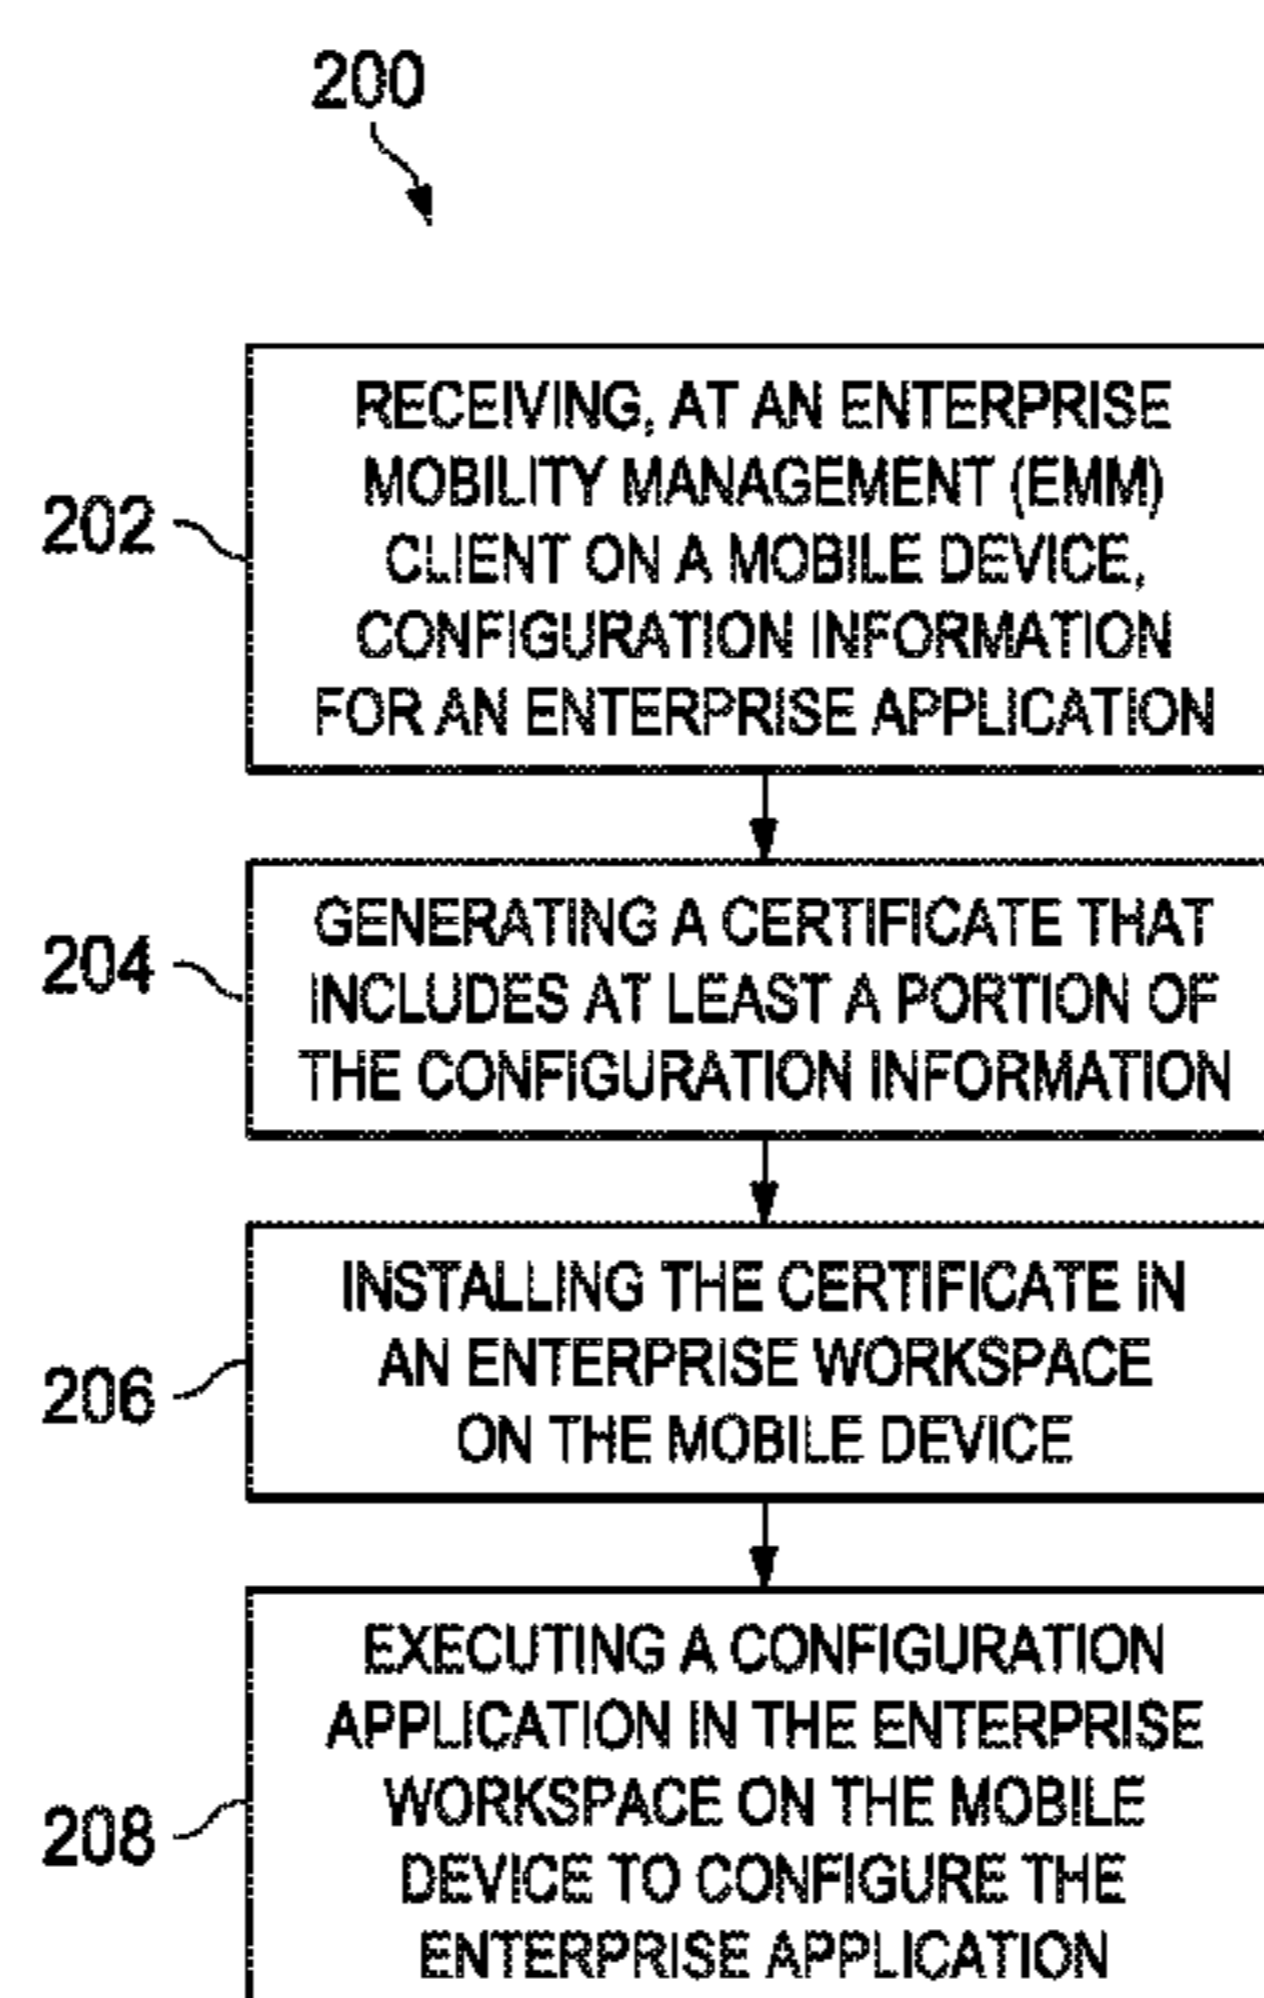 200
202
RECEIVING, AT AN ENTERPRISE
MOBILITY MANAGEMENT (EMM)
CLIENT ON A MOBILE DEVICE,
CONFIGURATION INFORMATION
FOR AN ENTERPRISE APPLICATION
204
GENERATING A CERTIFICATE THAT
INCLUDES AT LEAST A PORTION OF
THE CONFIGURATION INFORMATION
206
INSTALLING THE CERTIFICATE IN
AN ENTERPRISE WORKSPACE
ON THE MOBILE DEVICE
208
EXECUTING A CONFIGURATION
APPLICATION IN THE ENTERPRISE
WORKSPACE ON THE MOBILE
DEVICE TO CONFIGURE THE
ENTERPRISE APPLICATION